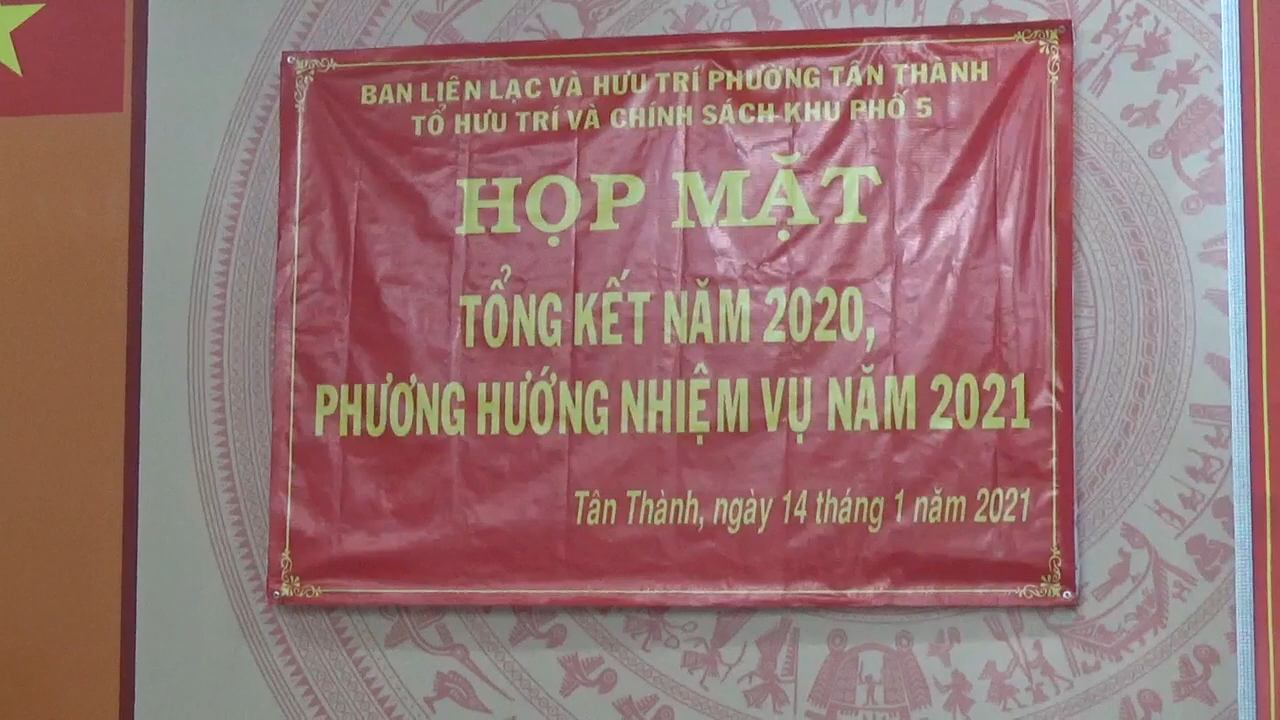 BAN LIÊN LẠC VÀ HƯU TRÍ PHƯỜNG TÂN THÀNH
TỔ HƯU TRÍ VÀ CHÍNH SÁCH KHU PHỐ 5
HỌP MẶT
TỔNG KẾT NĂM 2020,
PHƯƠNG HƯỚNG NHIỆM VỤ NĂM 2021
Tân Thành, ngày 14 tháng 1 năm 2021